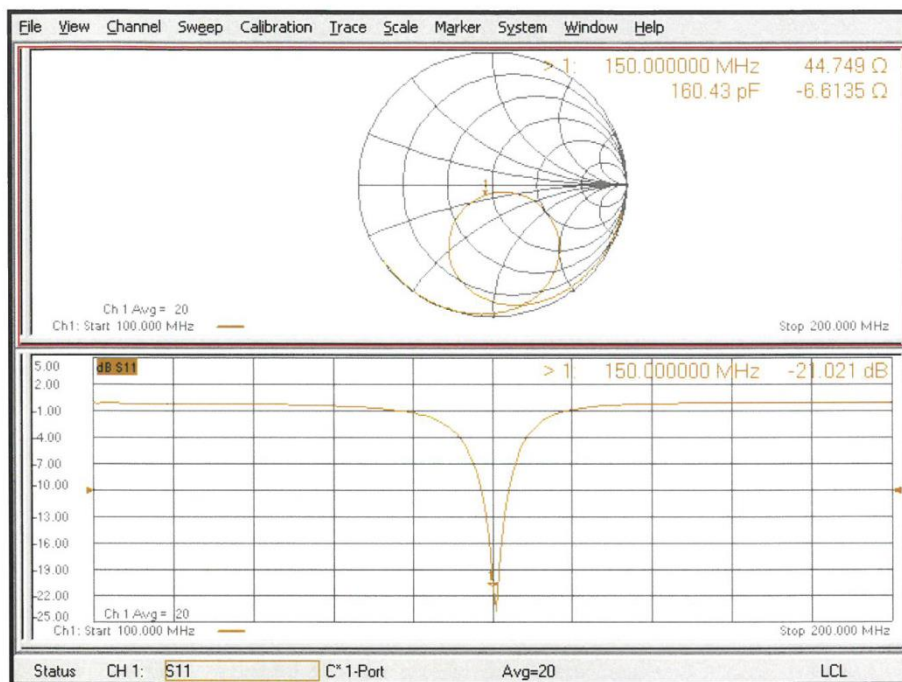 File View Channel Sweep Calibration Trace Scale Marker System Window Help
> 1: 150.000000 MHz 44.749 Ω
160.43 pF -6.6135 Ω
1
Ch 1 Avg = 20
Ch1: Start 100.000 MHz
Stop 200.000 MHz
5.00
dB S11
> 1: 150.000000 MHz -21.021 dB
2.00
-1.00
-4.00
-7.00
-10.00
-13.00
-16.00
-19.00
-22.00
-25.00
Ch 1 Avg = 20
Ch1: Start 100.000 MHz
Stop 200.000 MHz
Status CH 1: S11 C* 1-Port Avg=20 LCL